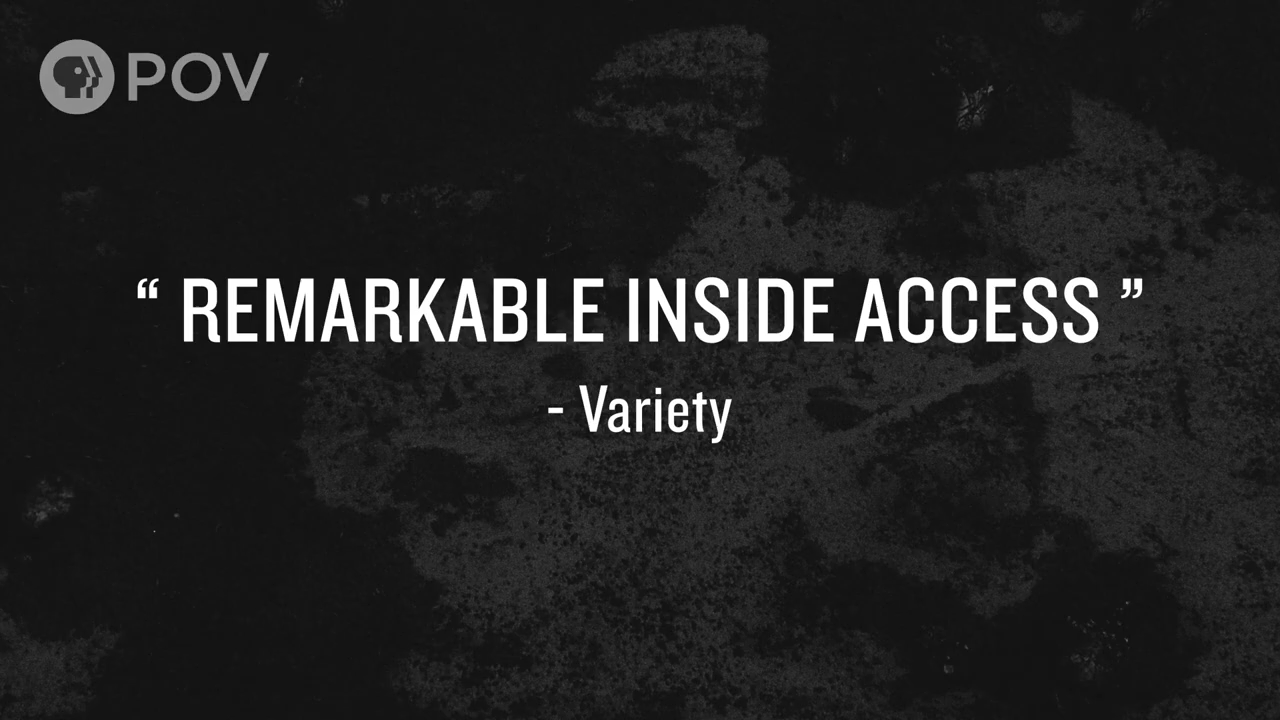 POV
“ REMARKABLE INSIDE ACCESS ”
- Variety